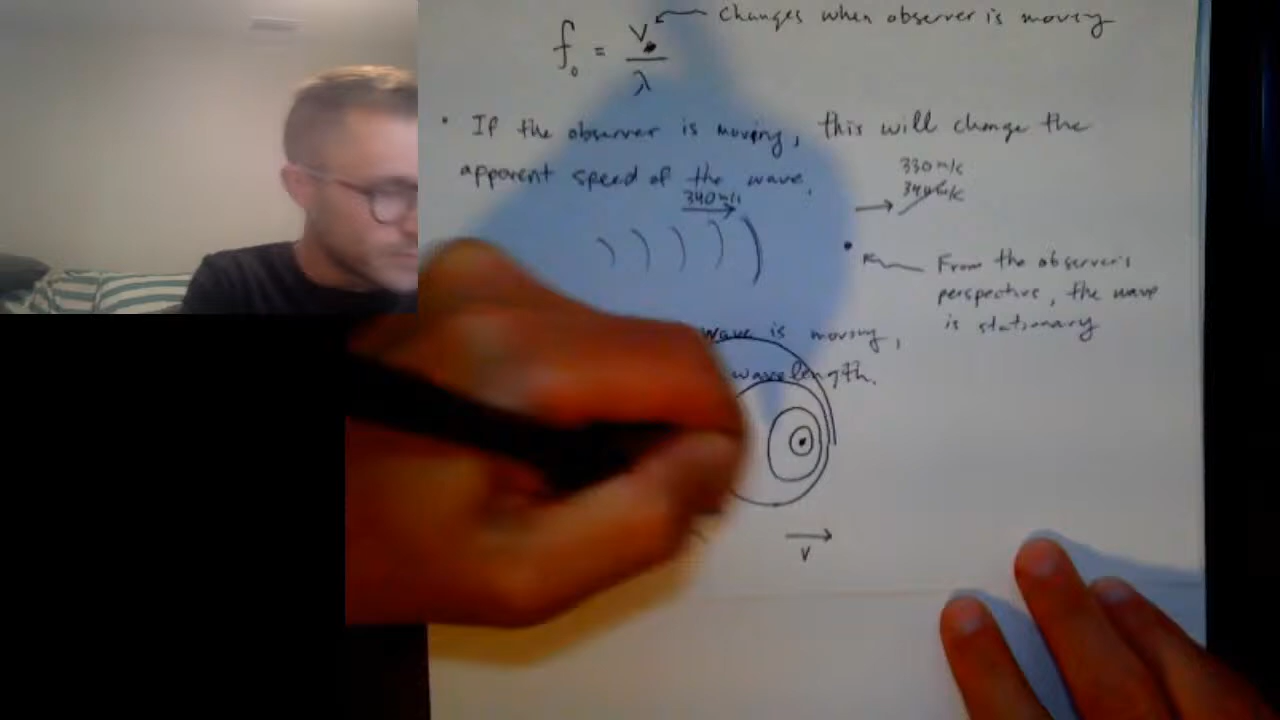 f₀ = v₀ / λ
changes when observer is moving
• If the observer is moving, this will change the
apparent speed of the wave.
340 m/s
330 m/s
From the observer's
perspective, the wave
is stationary
wave is moving,
wavelength.
v